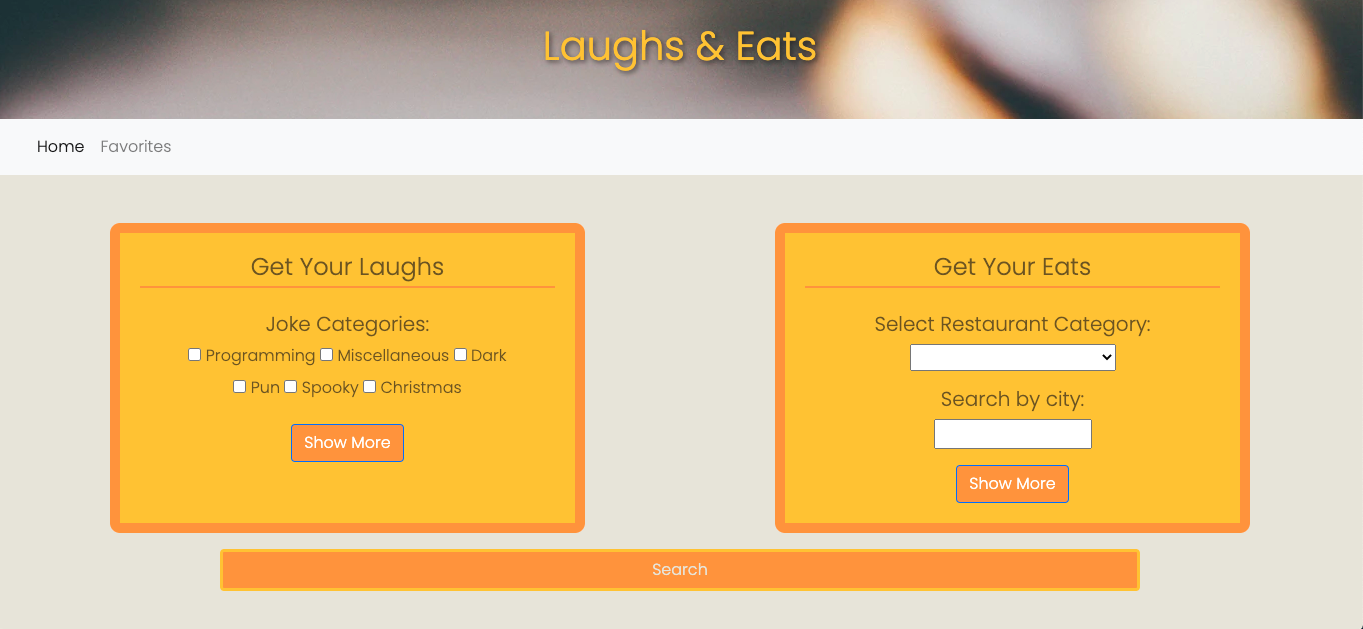 Laughs & Eats
Home Favorites
Get Your Laughs
Joke Categories:
Programming Miscellaneous Dark
Pun Spooky Christmas
Show More
Get Your Eats
Select Restaurant Category:
Search by city:
Show More
Search